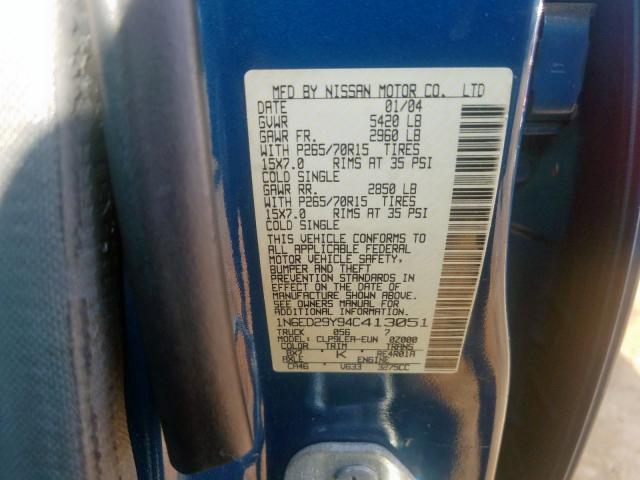 MFD BY NISSAN MOTOR CO. LTD
DATE 01/04
GVWR 5420 LB
GAWR FR. 2960 LB
WITH P265/70R15 TIRES
15X7.0 RIMS AT 35 PSI
COLD SINGLE
GAWR RR. 2850 LB
WITH P265/70R15 TIRES
15X7.0 RIMS AT 35 PSI
COLD SINGLE
THIS VEHICLE CONFORMS TO
ALL APPLICABLE FEDERAL
MOTOR VEHICLE SAFETY,
BUMPER AND THEFT
PREVENTION STANDARDS
IN EFFECT ON THE DATE OF
MANUFACTURE SHOWN ABOVE.
SEE OWNERS MANUAL FOR
ADDITIONAL INFORMATION
1N6ED29Y94C413051
TRUCK 056 7
MODEL: CLP9LEA-EUN 0Z000
COLOR TRIM TRANS
BX7 K RE4R01A
AXLE ENGINE
CA46 VG33 3275CC